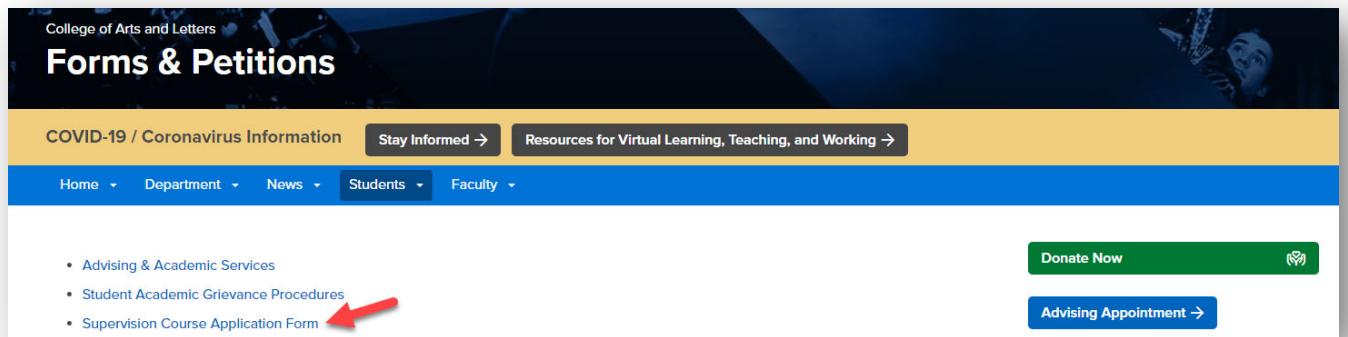 College of Arts and Letters
Forms & Petitions
COVID-19 / Coronavirus Information
Stay Informed →
Resources for Virtual Learning, Teaching, and Working →
Home Department News Students Faculty
• Advising & Academic Services
• Student Academic Grievance Procedures
• Supervision Course Application Form
Donate Now
Advising Appointment →